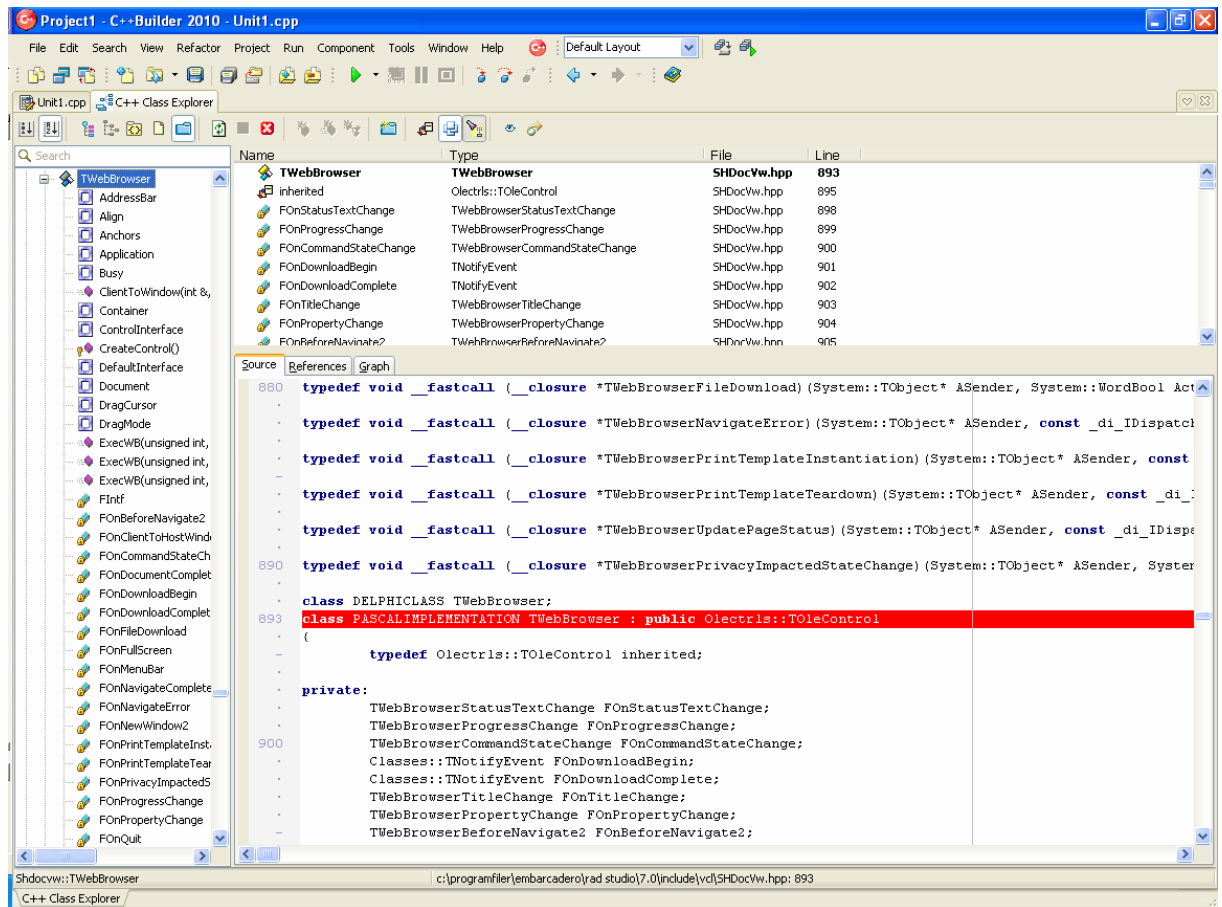 Project1 - C++Builder 2010 - Unit1.cpp
File Edit Search View Refactor Project Run Component Tools Window Help Default Layout
Unit1.cpp C++ Class Explorer
Search
TWebBrowser
AddressBar
Align
Anchors
Application
Busy
ClientToWindow(int &,
Container
ControlInterface
CreateControl()
DefaultInterface
Document
DragCursor
DragMode
ExecWB(unsigned int,
ExecWB(unsigned int,
ExecWB(unsigned int,
FIntf
FOnBeforeNavigate2
FOnClientToHostWind
FOnCommandStateCh
FOnDocumentComplet
FOnDownloadBegin
FOnDownloadComplet
FOnFileDownload
FOnFullScreen
FOnMenuBar
FOnNavigateComplete
FOnNavigateError
FOnNewWindow2
FOnPrintTemplateInst
FOnPrintTemplateTear
FOnPrivacyImpactedS
FOnProgressChange
FOnPropertyChange
FOnQuit
Name Type File Line
TWebBrowser TWebBrowser SHDocVw.hpp 893
inherited Olectrls::TOleControl SHDocVw.hpp 895
FOnStatusTextChange TWebBrowserStatusTextChange SHDocVw.hpp 898
FOnProgressChange TWebBrowserProgressChange SHDocVw.hpp 899
FOnCommandStateChange TWebBrowserCommandStateChange SHDocVw.hpp 900
FOnDownloadBegin TNotifyEvent SHDocVw.hpp 901
FOnDownloadComplete TNotifyEvent SHDocVw.hpp 902
FOnTitleChange TWebBrowserTitleChange SHDocVw.hpp 903
FOnPropertyChange TWebBrowserPropertyChange SHDocVw.hpp 904
FOnBeforeNavigate2 TWebBrowserBeforeNavigate2 SHDocVw.hpp 905
Source References Graph
880 typedef void __fastcall (__closure *TWebBrowserFileDownload)(System::TObject* ASender, System::WordBool Act
typedef void __fastcall (__closure *TWebBrowserNavigateError)(System::TObject* ASender, const _di_IDispatch
typedef void __fastcall (__closure *TWebBrowserPrintTemplateInstantiation)(System::TObject* ASender, const
typedef void __fastcall (__closure *TWebBrowserPrintTemplateTeardown)(System::TObject* ASender, const _di_I
typedef void __fastcall (__closure *TWebBrowserUpdatePageStatus)(System::TObject* ASender, const _di_IDispa
890 typedef void __fastcall (__closure *TWebBrowserPrivacyImpactedStateChange)(System::TObject* ASender, System
class DELPHICLASS TWebBrowser;
893 class PASCALIMPLEMENTATION TWebBrowser : public Olectrls::TOleControl
{
typedef Olectrls::TOleControl inherited;
private:
TWebBrowserStatusTextChange FOnStatusTextChange;
TWebBrowserProgressChange FOnProgressChange;
900 TWebBrowserCommandStateChange FOnCommandStateChange;
Classes::TNotifyEvent FOnDownloadBegin;
Classes::TNotifyEvent FOnDownloadComplete;
TWebBrowserTitleChange FOnTitleChange;
TWebBrowserPropertyChange FOnPropertyChange;
TWebBrowserBeforeNavigate2 FOnBeforeNavigate2;
Shdocvw::TWebBrowser c:\programfiler\embarcadero\rad studio\7.0\include\vcl\SHDocVw.hpp: 893
C++ Class Explorer